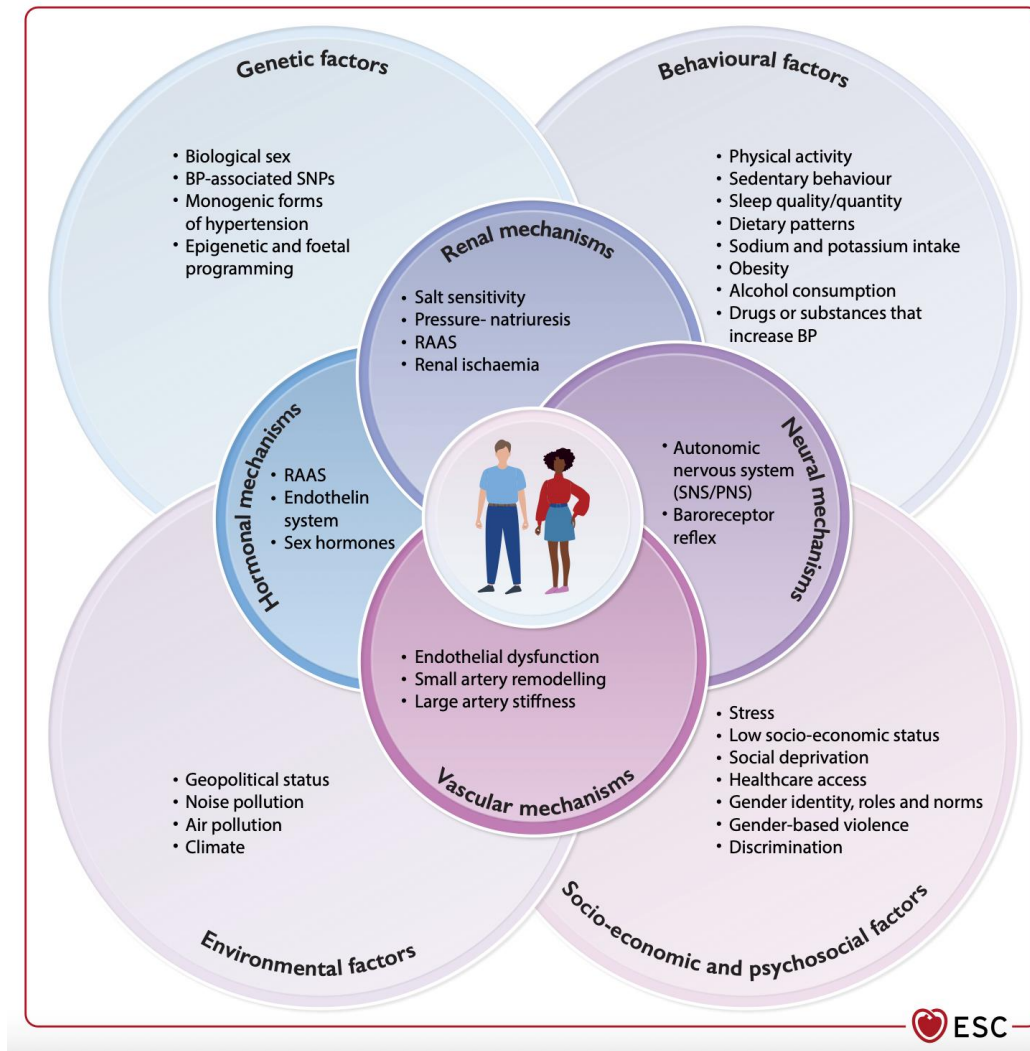 Genetic factors
• Biological sex
• BP-associated SNPs
• Monogenic forms
of hypertension
• Epigenetic and foetal
programming
Behavioural factors
• Physical activity
• Sedentary behaviour
• Sleep quality/quantity
• Dietary patterns
• Sodium and potassium intake
• Obesity
• Alcohol consumption
• Drugs or substances that
increase BP
Renal mechanisms
• Salt sensitivity
• Pressure- natriuresis
• RAAS
• Renal ischaemia
Hormonal mechanisms
• RAAS
• Endothelin
system
• Sex hormones
Neural mechanisms
• Autonomic
nervous system
(SNS/PNS)
• Baroreceptor
reflex
• Endothelial dysfunction
• Small artery remodelling
• Large artery stiffness
Vascular mechanisms
• Geopolitical status
• Noise pollution
• Air pollution
• Climate
Environmental factors
• Stress
• Low socio-economic status
• Social deprivation
• Healthcare access
• Gender identity, roles and norms
• Gender-based violence
• Discrimination
Socio-economic and psychosocial factors
ESC